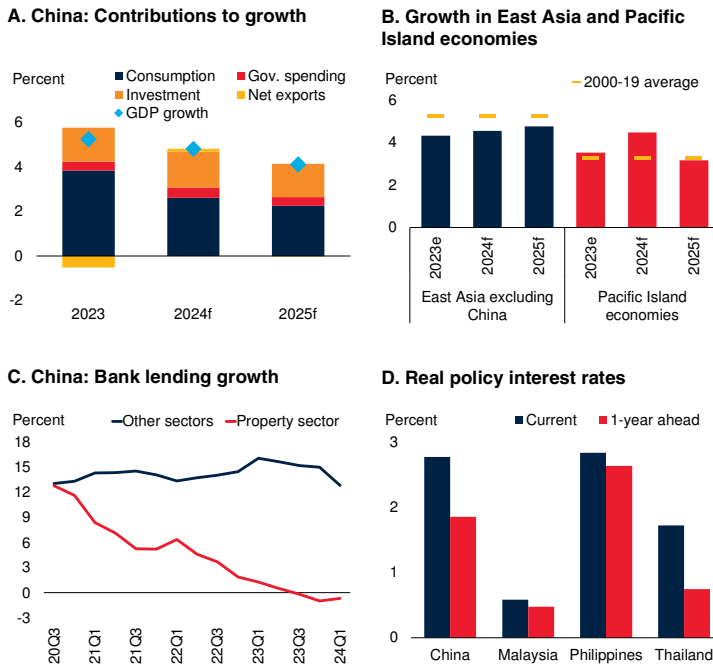 A. China: Contributions to growth
Percent
Consumption
Gov. spending
Investment
Net exports
GDP growth
6
4
2
0
-2
2023
2024f
2025f
B. Growth in East Asia and Pacific
Island economies
Percent
2000-19 average
6
4
2
0
2023e
2024f
2025f
2023e
2024f
2025f
East Asia excluding
China
Pacific Island
economies
C. China: Bank lending growth
Percent
Other sectors
Property sector
18
15
12
9
6
3
0
-3
20Q3
21Q1
21Q3
22Q1
22Q3
23Q1
23Q3
24Q1
D. Real policy interest rates
Percent
Current
1-year ahead
3
2
1
0
China
Malaysia
Philippines
Thailand